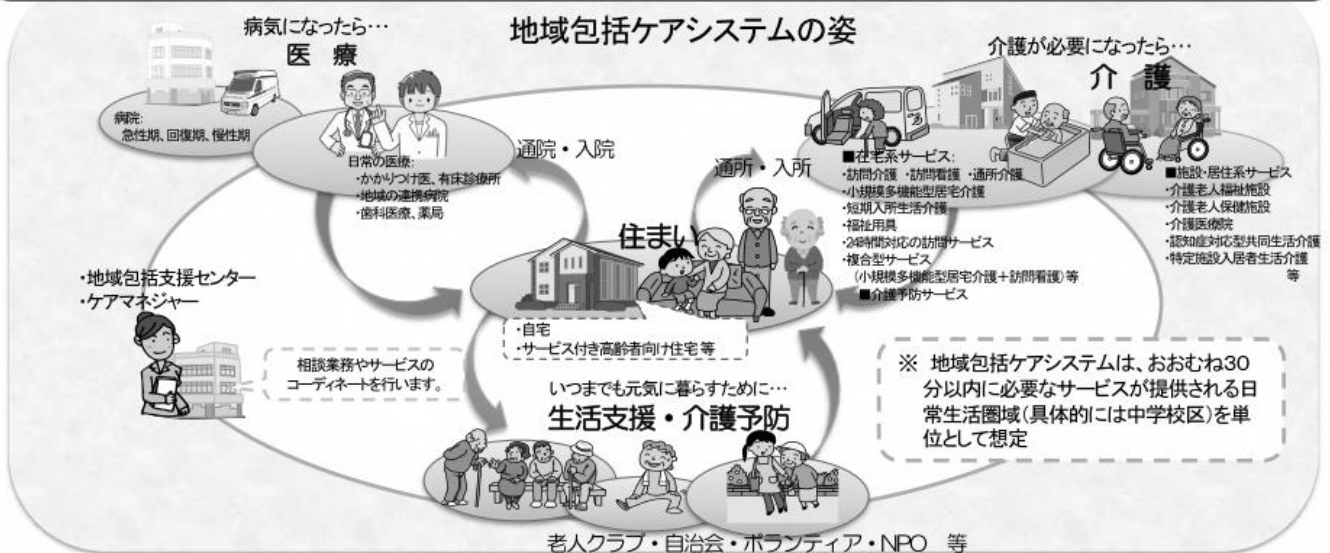 地域包括ケアシステムの姿
病気になったら…
医 療
病院:
急性期、回復期、慢性期
日常の医療:
・かかりつけ医、有床診療所
・地域の連携病院
・歯科医療、薬局
通院・入院
通所・入所
介護が必要になったら…
介 護
■在宅系サービス:
・訪問介護 ・訪問看護 ・通所介護
・小規模多機能型居宅介護
・短期入所生活介護
・福祉用具
・24時間対応の訪問サービス
・複合型サービス
(小規模多機能型居宅介護+訪問看護)等
■介護予防サービス
■施設・居住系サービス
・介護老人福祉施設
・介護老人保健施設
・介護医療院
・認知症対応型共同生活介護
・特定施設入居者生活介護
等
住まい
・自宅
・サービス付き高齢者向け住宅 等
・地域包括支援センター
・ケアマネジャー
相談業務やサービスの
コーディネートを行います。
いつまでも元気に暮らすために…
生活支援・介護予防
老人クラブ・自治会・ボランティア・NPO 等
※ 地域包括ケアシステムは、おおむね30
分以内に必要なサービスが提供される日
常生活圏域(具体的には中学校区)を単
位として想定